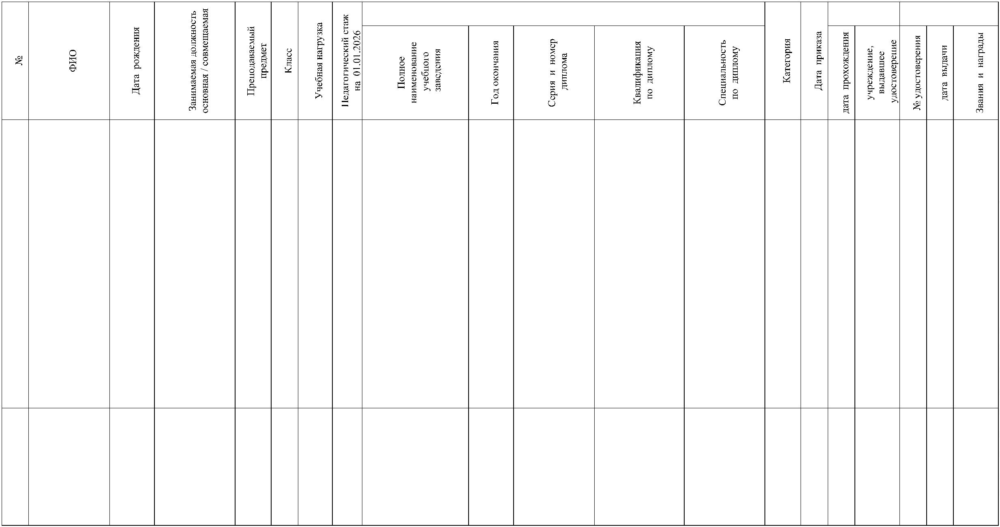 №
ФИО
Дата рождения
Занимаемая должность
основная / совмещаемая
Преподаваемый
предмет
Класс
Учебная нагрузка
Педагогический стаж
на 01.01.2026
Полное
наименование
учебного
заведения
Год окончания
Серия и номер
диплома
Квалификация
по диплому
Специальность
по диплому
Категория
Дата приказа
дата прохождения
учреждение,
выдавшее
удостоверение
№ удостоверения
дата выдачи
Звания и награды